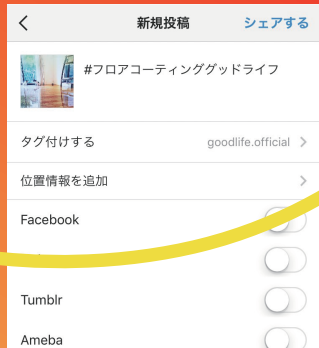 新規投稿 シェアする
#フロアコーティンググッドライフ
タグ付けする goodlife.official
位置情報を追加
Facebook
Tumblr
Ameba